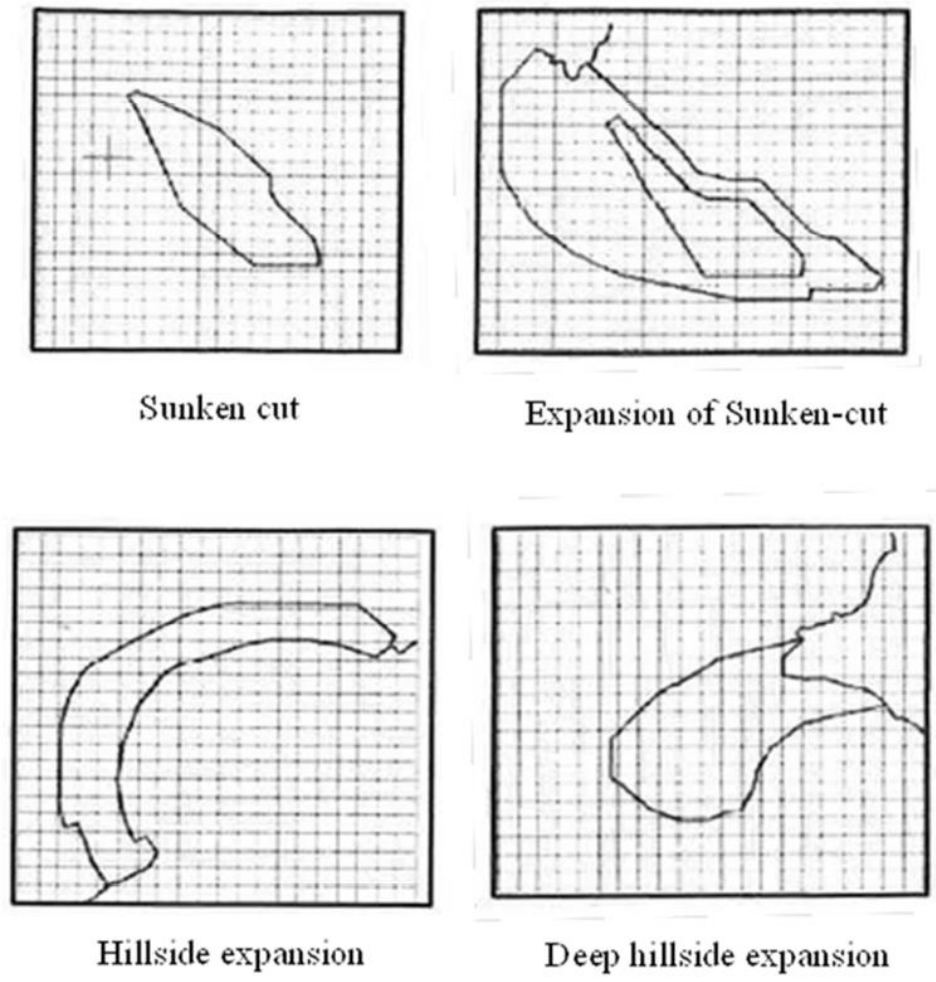 Sunken cut
Expansion of Sunken-cut
Hillside expansion
Deep hillside expansion